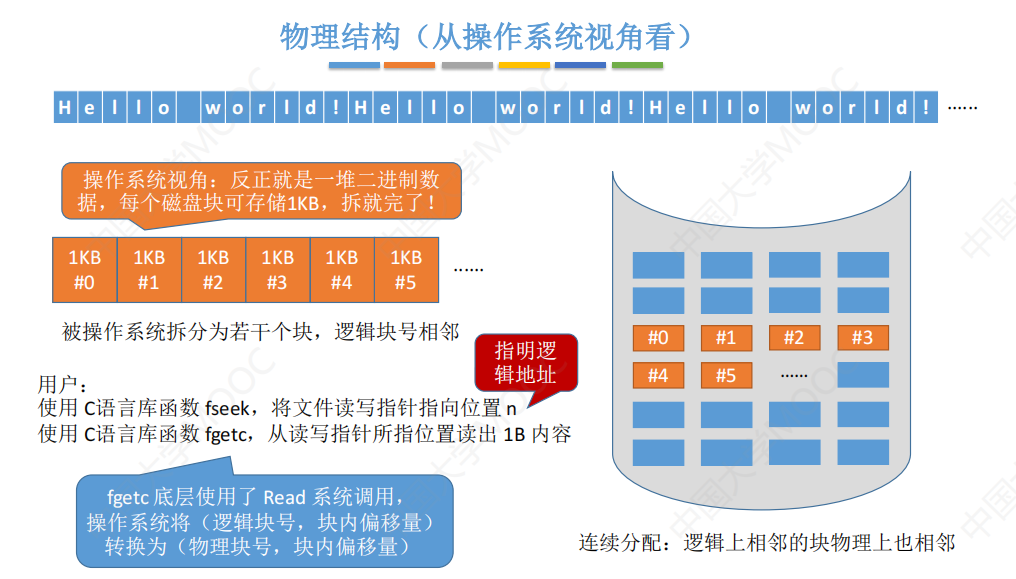 物理结构（从操作系统视角看）
Hello world!Hello world!Hello world! ……
操作系统视角：反正就是一堆二进制数
据，每个磁盘块可存储1KB，拆就完了！
1KB 1KB 1KB 1KB 1KB 1KB
#0 #1 #2 #3 #4 #5 ……
被操作系统拆分为若干个块，逻辑块号相邻
指明逻
辑地址
用户：
使用 C语言库函数 fseek，将文件读写指针指向位置 n
使用 C语言库函数 fgetc，从读写指针所指位置读出 1B 内容
fgetc 底层使用了 Read 系统调用，
操作系统将（逻辑块号，块内偏移量）
转换为（物理块号，块内偏移量）
#0 #1 #2 #3
#4 #5 ……
连续分配：逻辑上相邻的块物理上也相邻
中国大学MOOC